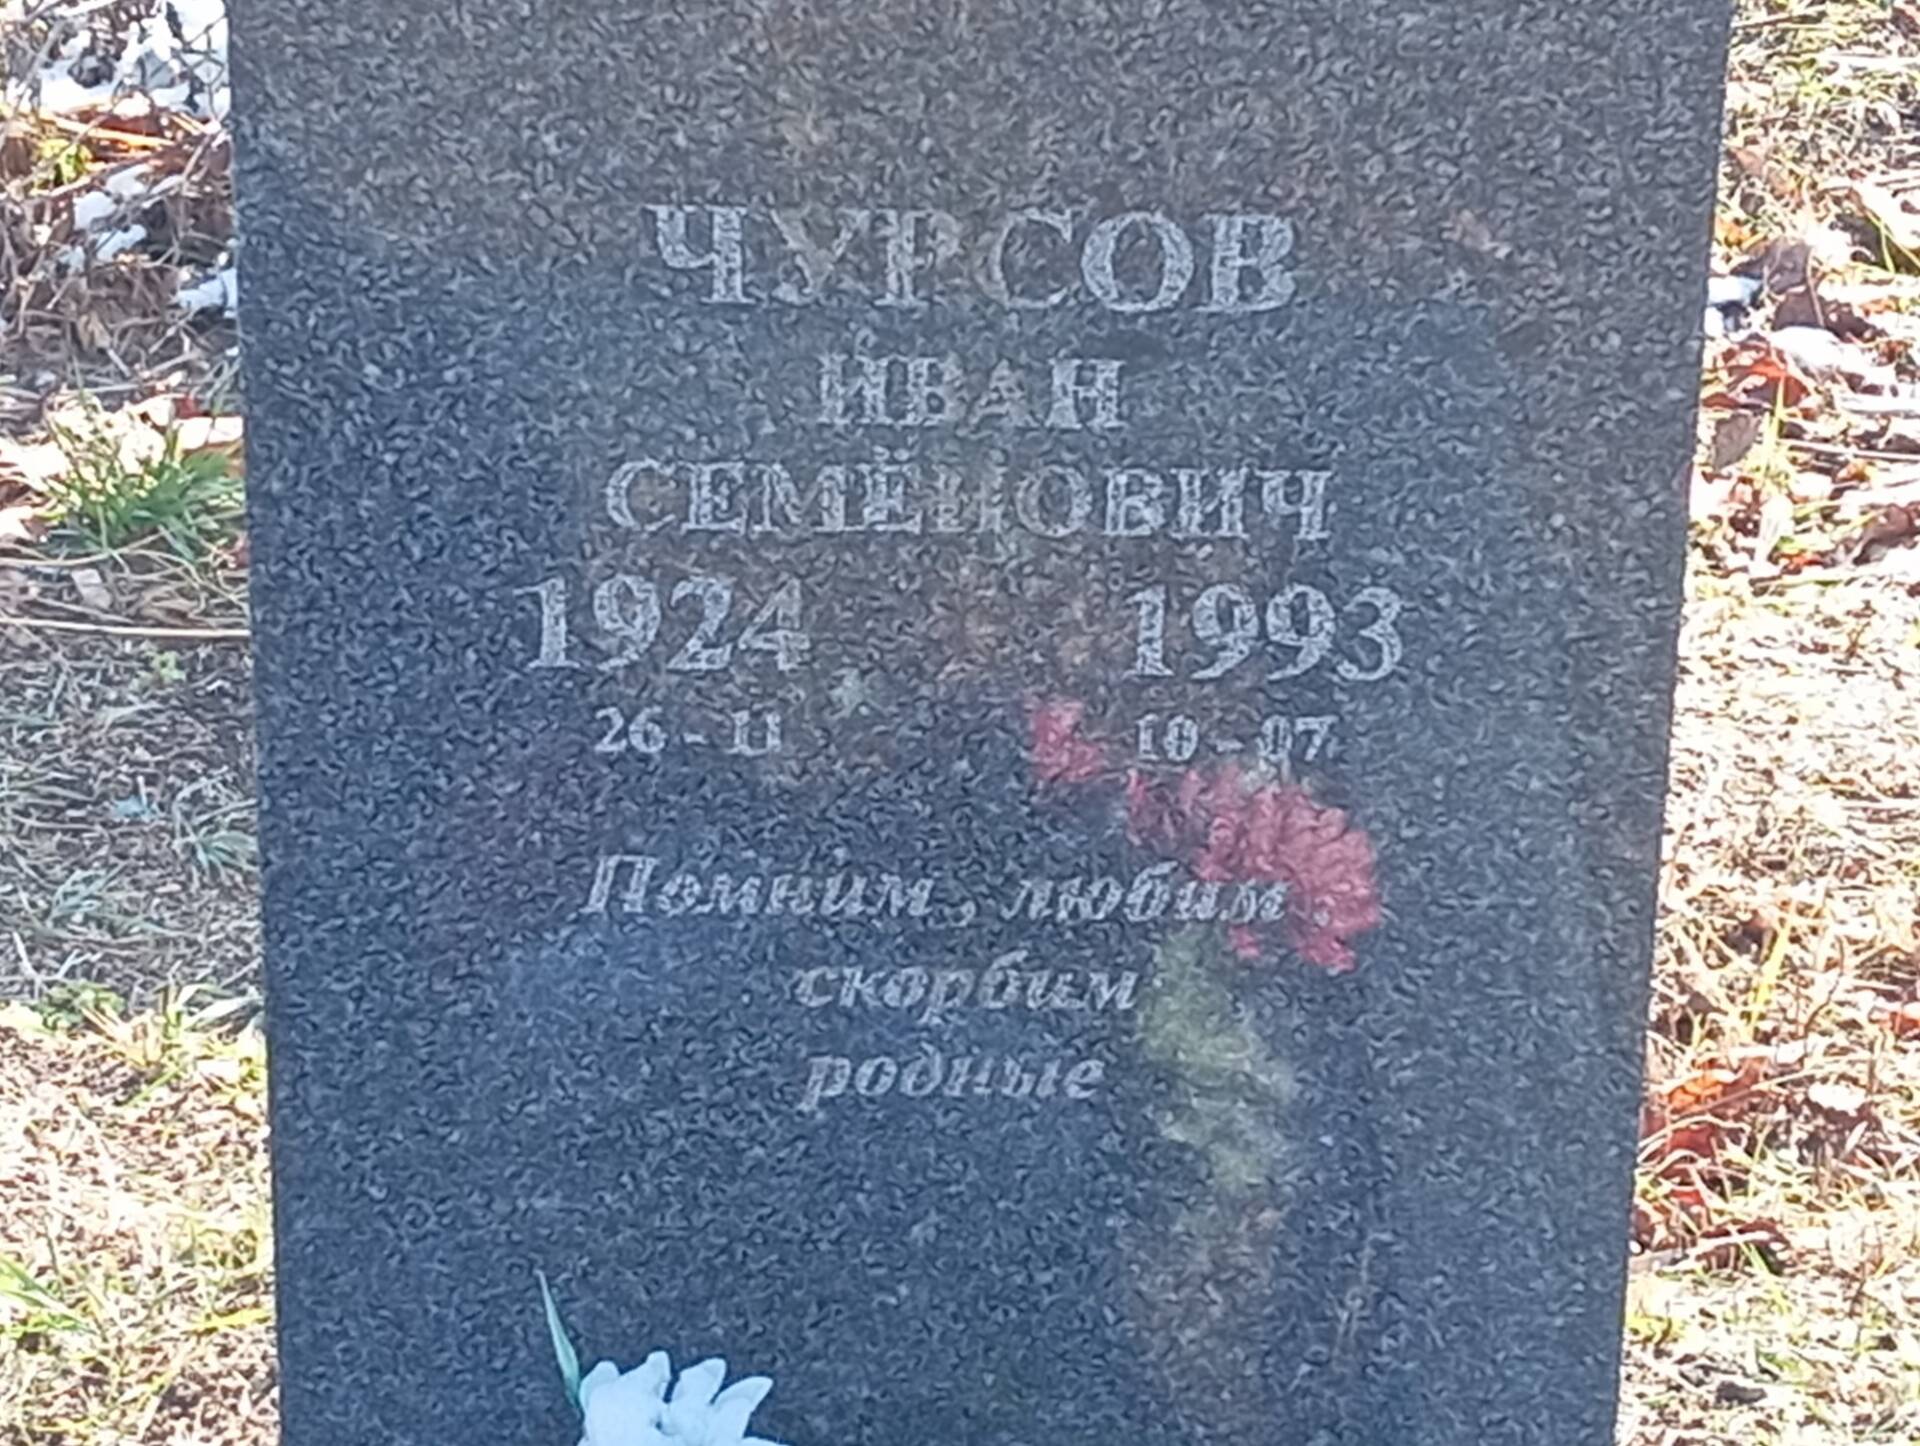 ЧУРСОВ
ИВАН
СЕМЁНОВИЧ
1924 1993
26 - 11 10 - 07
Помним, любим,
скорбим
родные